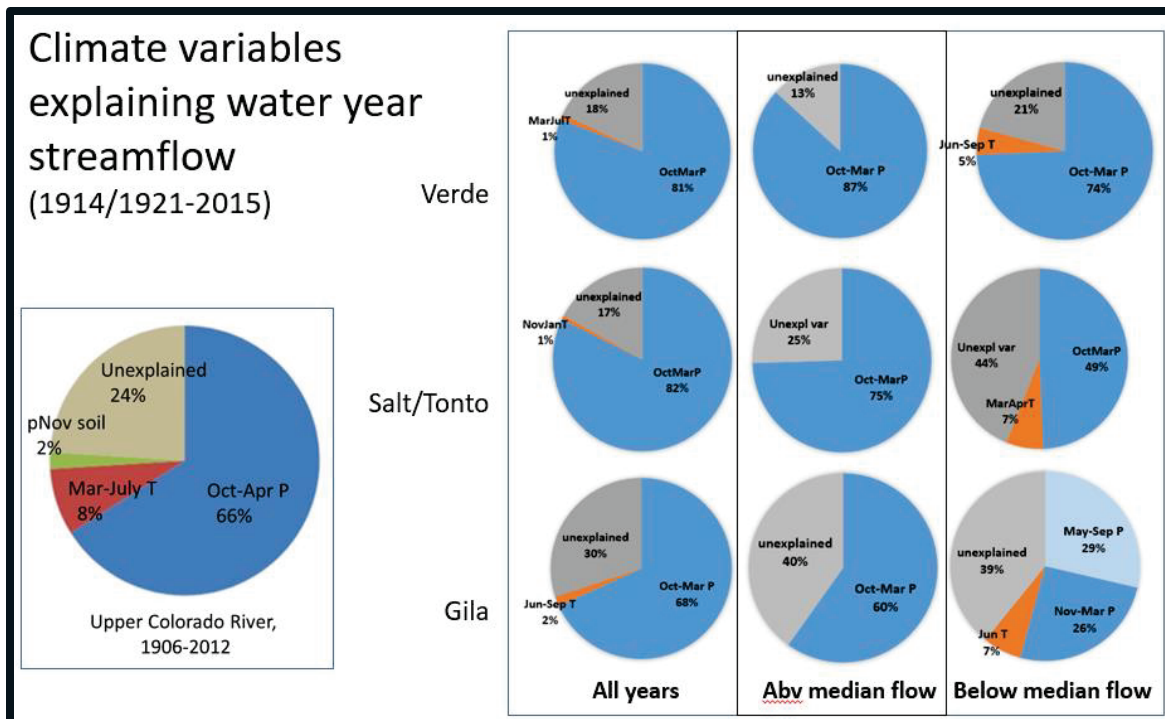 Climate variables
explaining water year
streamflow
(1914/1921-2015)
Unexplained
24%
pNov soil
2%
Mar-July T
8%
Oct-Apr P
66%
Upper Colorado River,
1906-2012
Verde
unexplained
18%
MarJulT
1%
OctMarP
81%
unexplained
13%
Oct-Mar P
87%
unexplained
21%
Jun-Sep T
5%
Oct-Mar P
74%
Salt/Tonto
unexplained
17%
NovJanT
1%
OctMarP
82%
Unexpl var
25%
Oct-MarP
75%
Unexpl var
44%
OctMarP
49%
MarAprT
7%
Gila
unexplained
30%
Jun-Sep T
2%
Oct-Mar P
68%
unexplained
40%
Oct-Mar P
60%
May-Sep P
29%
unexplained
39%
Nov-Mar P
26%
Jun T
7%
All years
Abv median flow
Below median flow